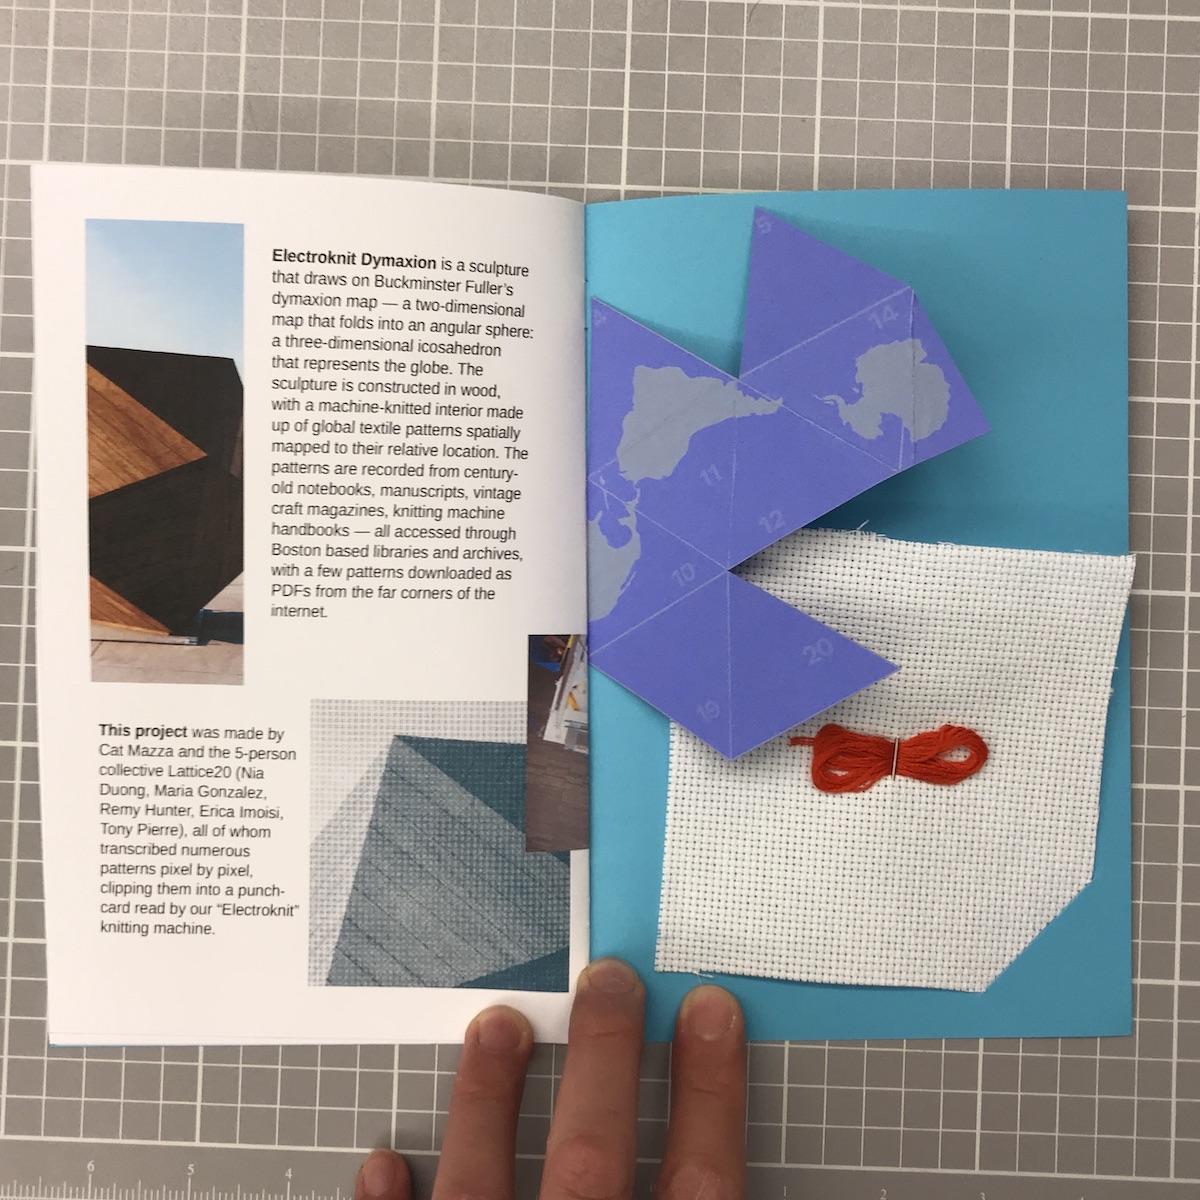 Electroknit Dymaxion is a sculpture
that draws on Buckminster Fuller's
dymaxion map — a two-dimensional
map that folds into an angular sphere:
a three-dimensional icosahedron
that represents the globe. The
sculpture is constructed in wood,
with a machine-knitted interior made
up of global textile patterns spatially
mapped to their relative location. The
patterns are recorded from century-
old notebooks, manuscripts, vintage
craft magazines, knitting machine
handbooks — all accessed through
Boston based libraries and archives,
with a few patterns downloaded as
PDFs from the far corners of the
internet.
This project was made by
Cat Mazza and the 5-person
collective Lattice20 (Nia
Duong, Maria Gonzalez,
Remy Hunter, Erica Imoisi,
Tony Pierre), all of whom
transcribed numerous
patterns pixel by pixel,
clipping them into a punch-
card read by our “Electroknit”
knitting machine.
5
4
14
11
12
10
20
19
6
5
4
1
2
3